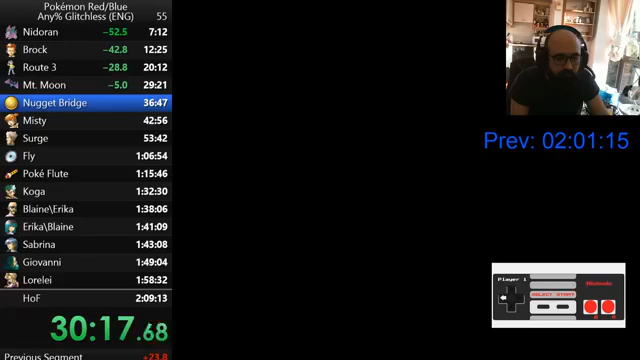 Pokémon Red/Blue
Any% Glitchless (ENG) 55
Nidoran −52.5 7:12
Brock −42.8 12:25
Route 3 −28.8 20:12
Mt. Moon −5.0 29:21
Nugget Bridge 36:47
Misty 42:56
Surge 53:42
Fly 1:06:54
Poké Flute 1:15:46
Koga 1:32:30
Blaine\Erika 1:38:06
Erika\Blaine 1:41:09
Sabrina 1:43:08
Giovanni 1:49:04
Lorelei 1:58:32
HoF 2:09:13
30:17.68
Previous Segment +23.8
Prev: 02:01:15
Player 1
Nintendo
SELECT START